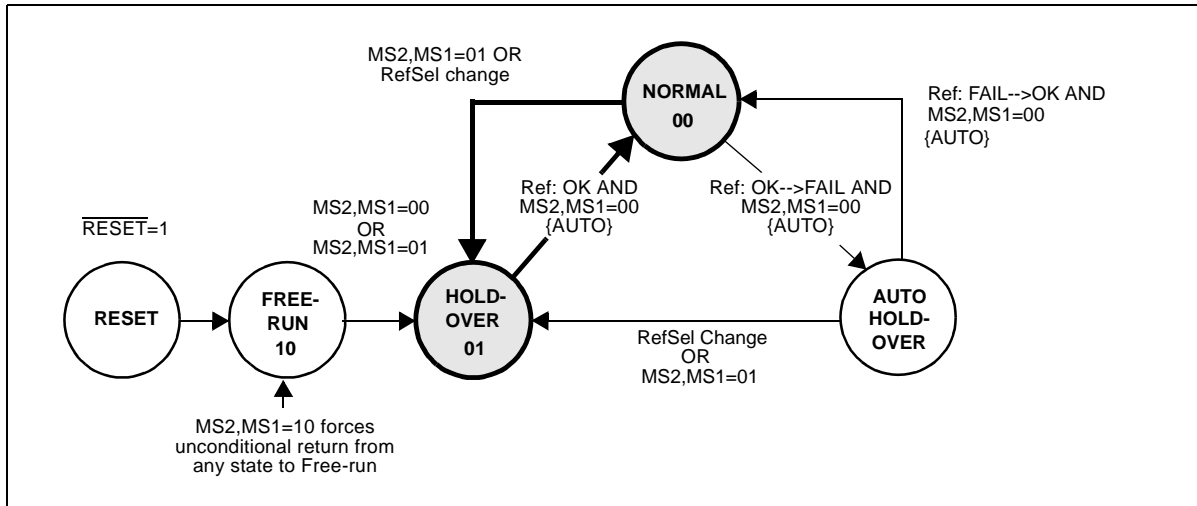 MS2,MS1=01 OR
RefSel change
NORMAL
00
Ref: FAIL-->OK AND
MS2,MS1=00
{AUTO}
Ref: OK AND
MS2,MS1=00
{AUTO}
Ref: OK-->FAIL AND
MS2,MS1=00
{AUTO}
MS2,MS1=00
OR
MS2,MS1=01
RESET=1
RESET
FREE-
RUN
10
HOLD-
OVER
01
AUTO
HOLD-
OVER
RefSel Change
OR
MS2,MS1=01
MS2,MS1=10 forces
unconditional return from
any state to Free-run